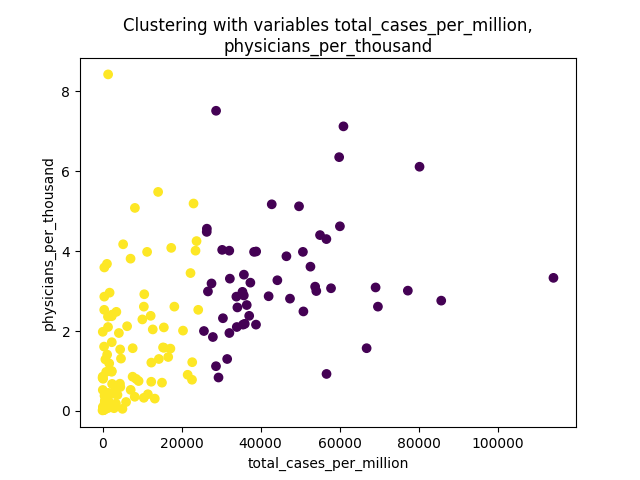 Clustering with variables total_cases_per_million,
physicians_per_thousand
physicians_per_thousand
8
6
4
2
0
0 20000 40000 60000 80000 100000
total_cases_per_million